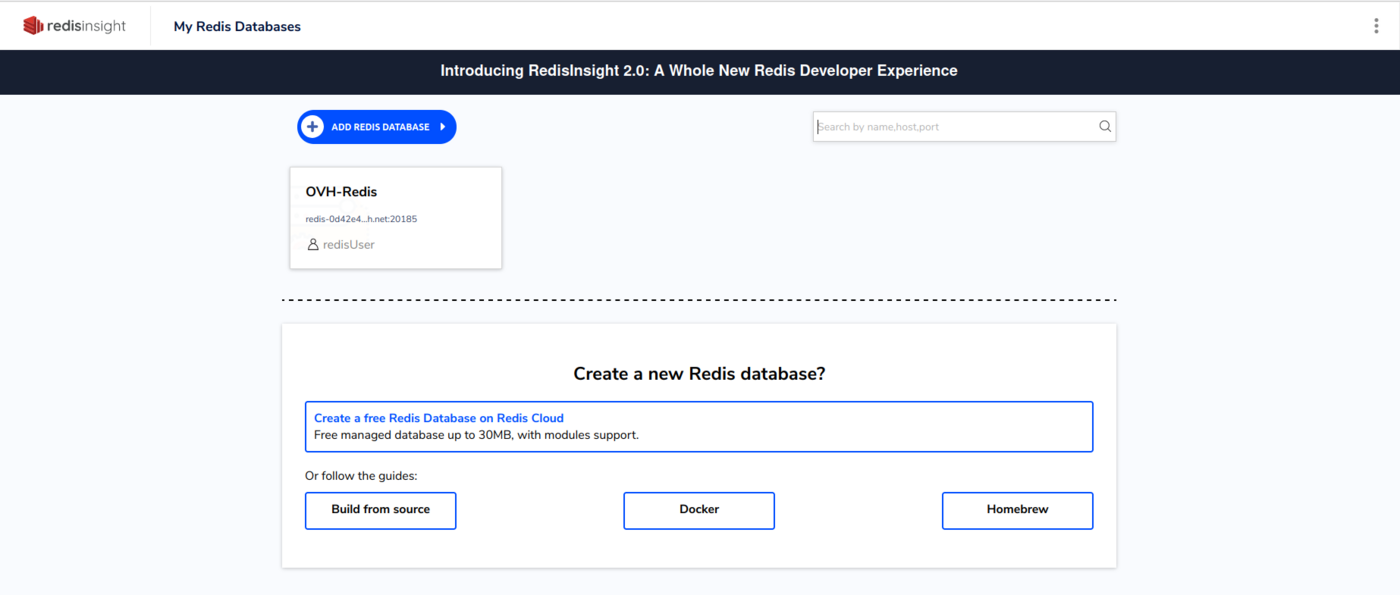 redisinsight
My Redis Databases
Introducing RedisInsight 2.0: A Whole New Redis Developer Experience
ADD REDIS DATABASE
Search by name,host,port
OVH-Redis
redis-0d42e4...h.net:20185
redisUser
Create a new Redis database?
Create a free Redis Database on Redis Cloud
Free managed database up to 30MB, with modules support.
Or follow the guides:
Build from source
Docker
Homebrew